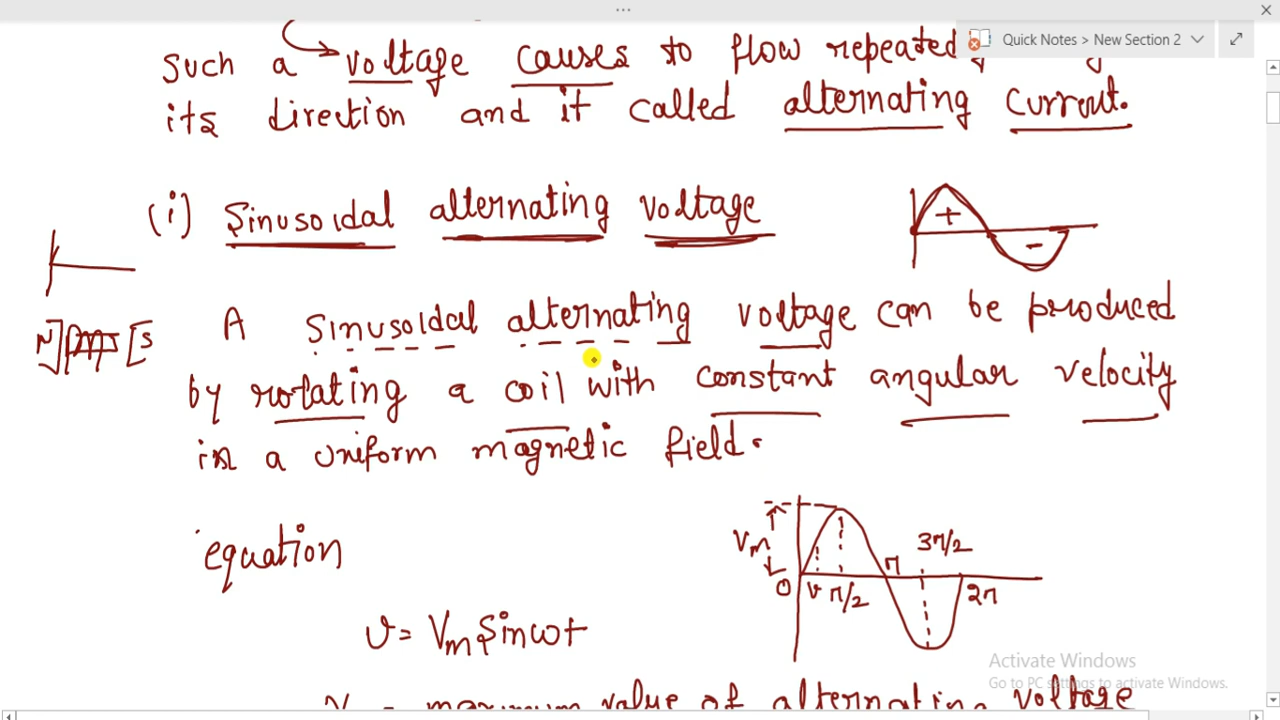 ...
Quick Notes > New Section 2
Such a voltage causes to flow
its direction and it called alternating current.
(i) Sinusoidal alternating voltage
+
-
N S
A sinusoidal alternating voltage can be produced
by rotating a coil with constant angular velocity
in a uniform magnetic field.
equation
Vm
0 v π/2 π 3π/2 2π
v = Vm Sinωt
Activate Windows
Go to PC settings to activate Windows.
maximum value of alternating voltage